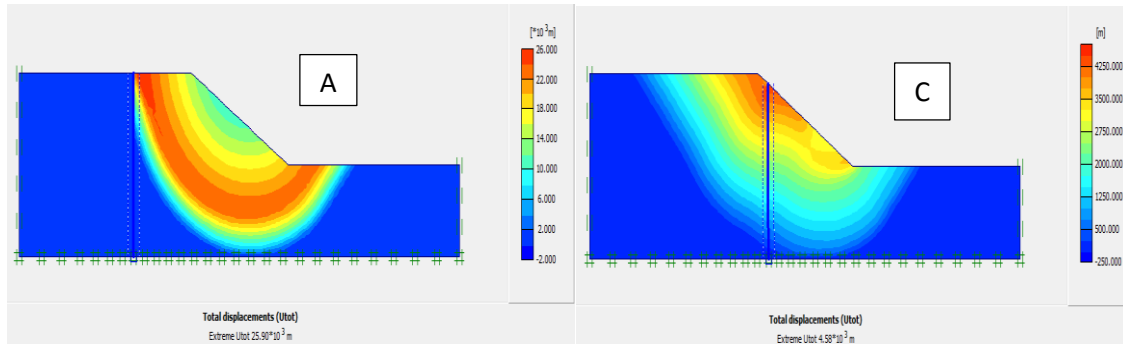 [*10 3m]
26.000
22.000
18.000
14.000
10.000
6.000
2.000
-2.000
A
Total displacements (Utot)
Extreme Utot 25.90*10 3 m
[m]
4250.000
3500.000
2750.000
2000.000
1250.000
500.000
-250.000
C
Total displacements (Utot)
Extreme Utot 4.58*10 3 m